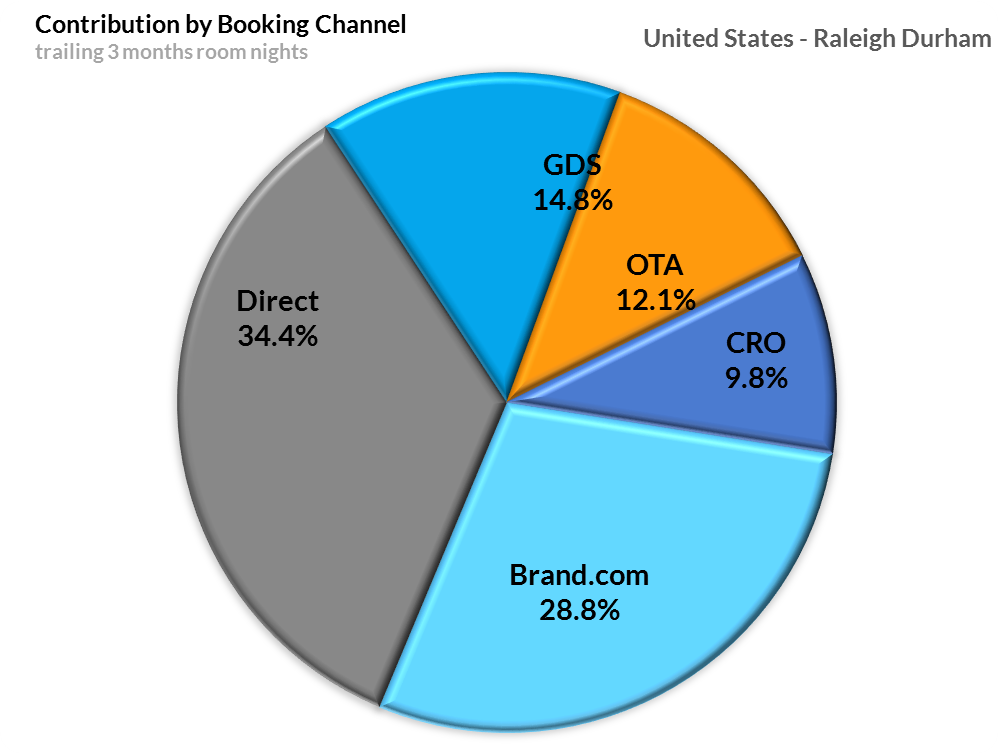 Contribution by Booking Channel
trailing 3 months room nights
United States - Raleigh Durham
GDS
14.8%
OTA
12.1%
Direct
34.4%
CRO
9.8%
Brand.com
28.8%